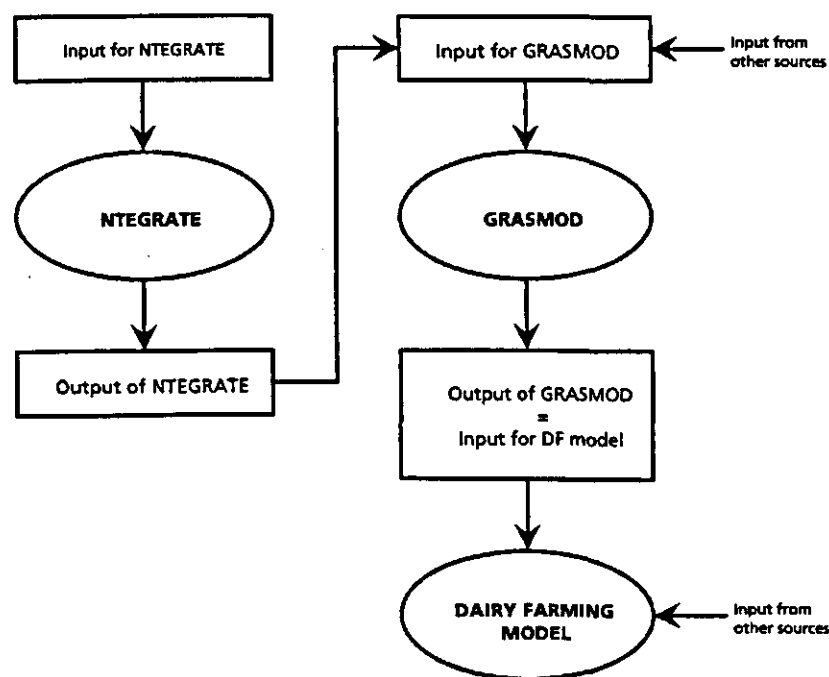 Input for NTEGRATE
NTEGRATE
Output of NTEGRATE
Input for GRASMOD
Input from
other sources
GRASMOD
Output of GRASMOD
=
Input for DF model
DAIRY FARMING
MODEL
Input from
other sources